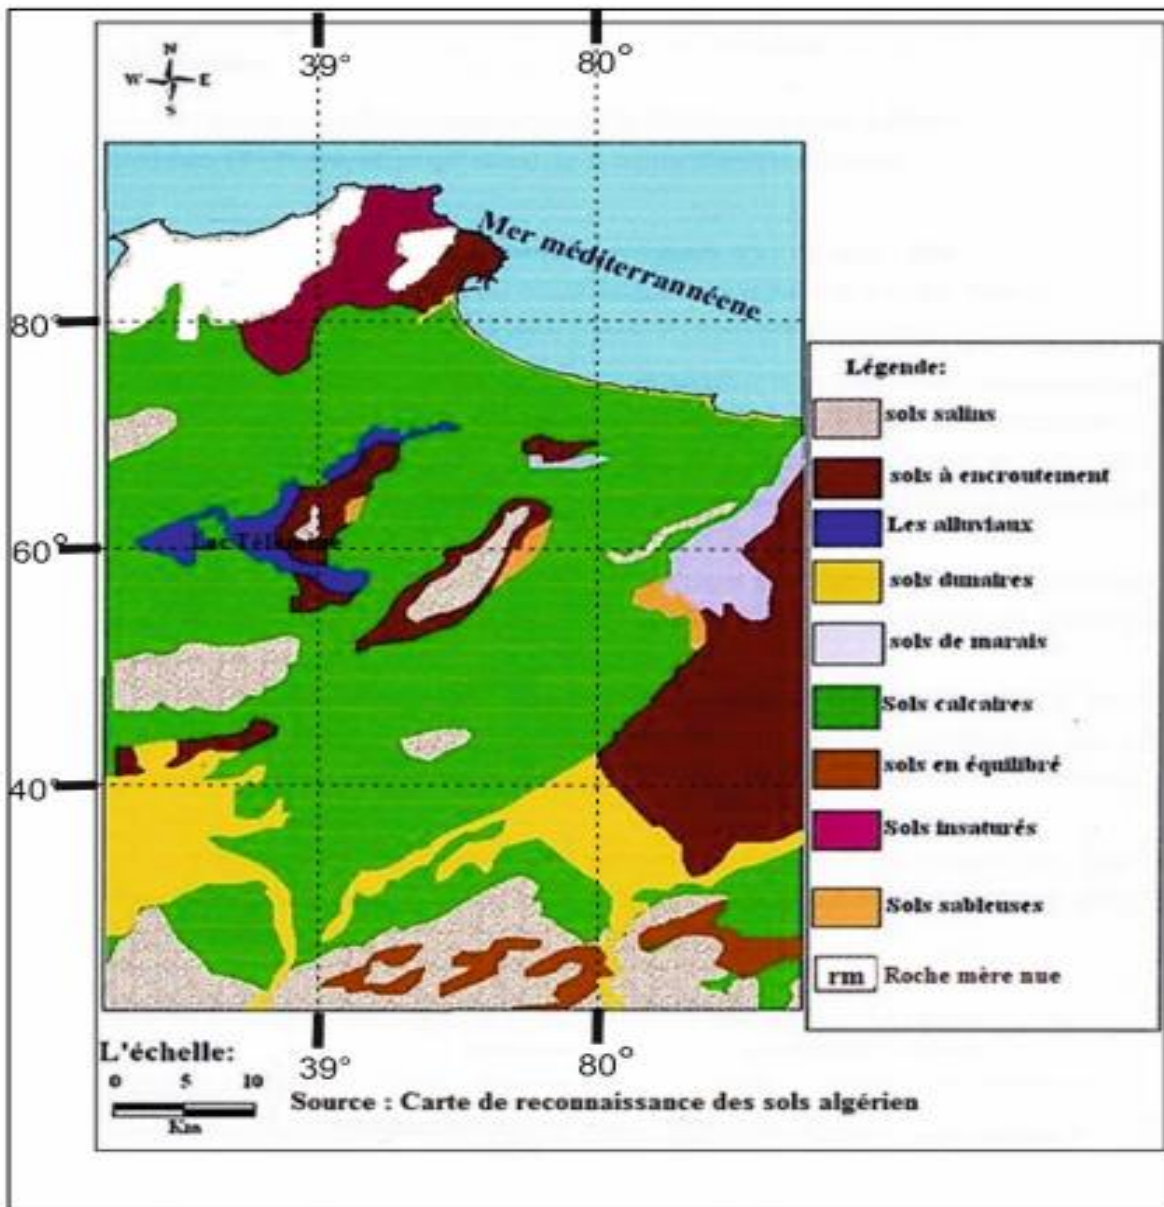 39°
80°
N
W E
S
Mer méditerrannéene
80°
60°
40°
Légende:
sols salins
sols à encroutement
Les alluviaux
sols dunaires
sols de marais
Sols calcaires
sols en équilibré
Sols insaturés
Sols sableuses
rm Roche mère nue
39°
80°
L'échelle:
0 5 10
Km
Source : Carte de reconnaissance des sols algérien